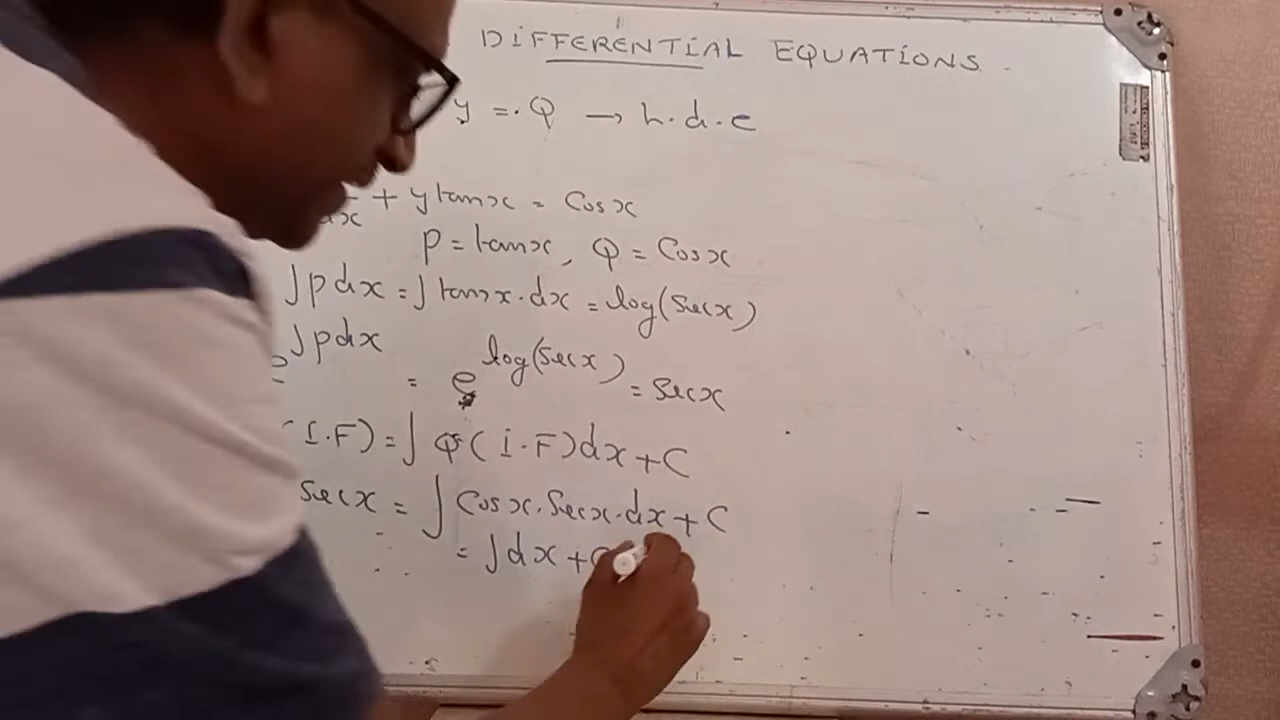 DIFFERENTIAL EQUATIONS.
y = Q → L.d.e
dx + y tanx = Cosx
P = tanx, Q = Cosx
∫pdx = ∫tanx.dx = log(Secx)
e^∫pdx = e^log(Secx) = Secx
(I.F) = ∫Q(I.F)dx + C
Secx = ∫Cosx.Secx.dx + C
= ∫dx + C